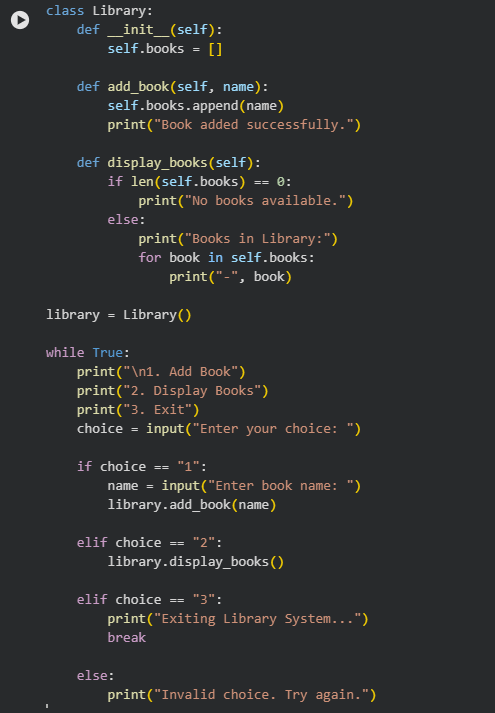 class Library:
    def __init__(self):
        self.books = []

    def add_book(self, name):
        self.books.append(name)
        print("Book added successfully.")

    def display_books(self):
        if len(self.books) == 0:
            print("No books available.")
        else:
            print("Books in Library:")
            for book in self.books:
                print("-", book)

library = Library()

while True:
    print("\n1. Add Book")
    print("2. Display Books")
    print("3. Exit")
    choice = input("Enter your choice: ")

    if choice == "1":
        name = input("Enter book name: ")
        library.add_book(name)

    elif choice == "2":
        library.display_books()

    elif choice == "3":
        print("Exiting Library System...")
        break

    else:
        print("Invalid choice. Try again.")